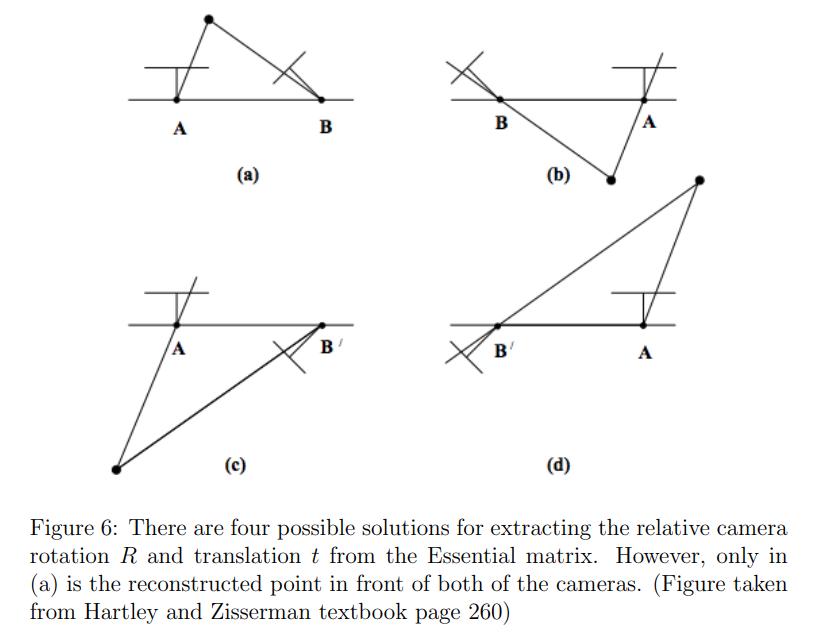 A
B
(a)
B
A
(b)
A
B ′
(c)
B′
A
(d)
Figure 6: There are four possible solutions for extracting the relative camera
rotation R and translation t from the Essential matrix. However, only in
(a) is the reconstructed point in front of both of the cameras. (Figure taken
from Hartley and Zisserman textbook page 260)